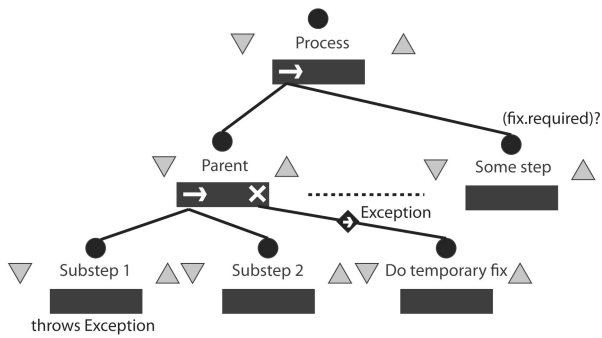 Process
(fix.required)?
Parent
Some step
Exception
Substep 1
Substep 2
Do temporary fix
throws Exception